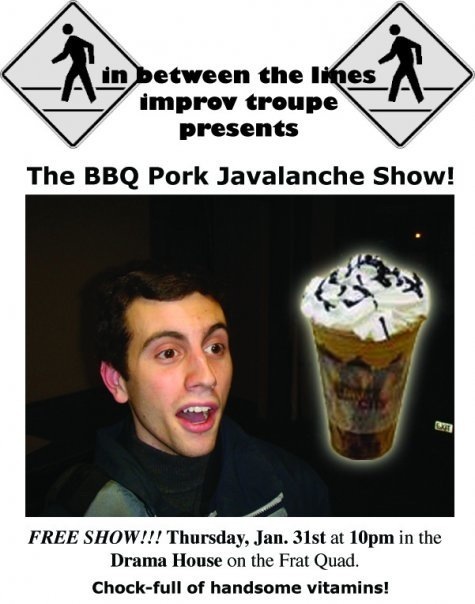 in between the lines
improv troupe
presents
The BBQ Pork Javalanche Show!
EXIT
FREE SHOW!!! Thursday, Jan. 31st at 10pm in the
Drama House on the Frat Quad.
Chock-full of handsome vitamins!